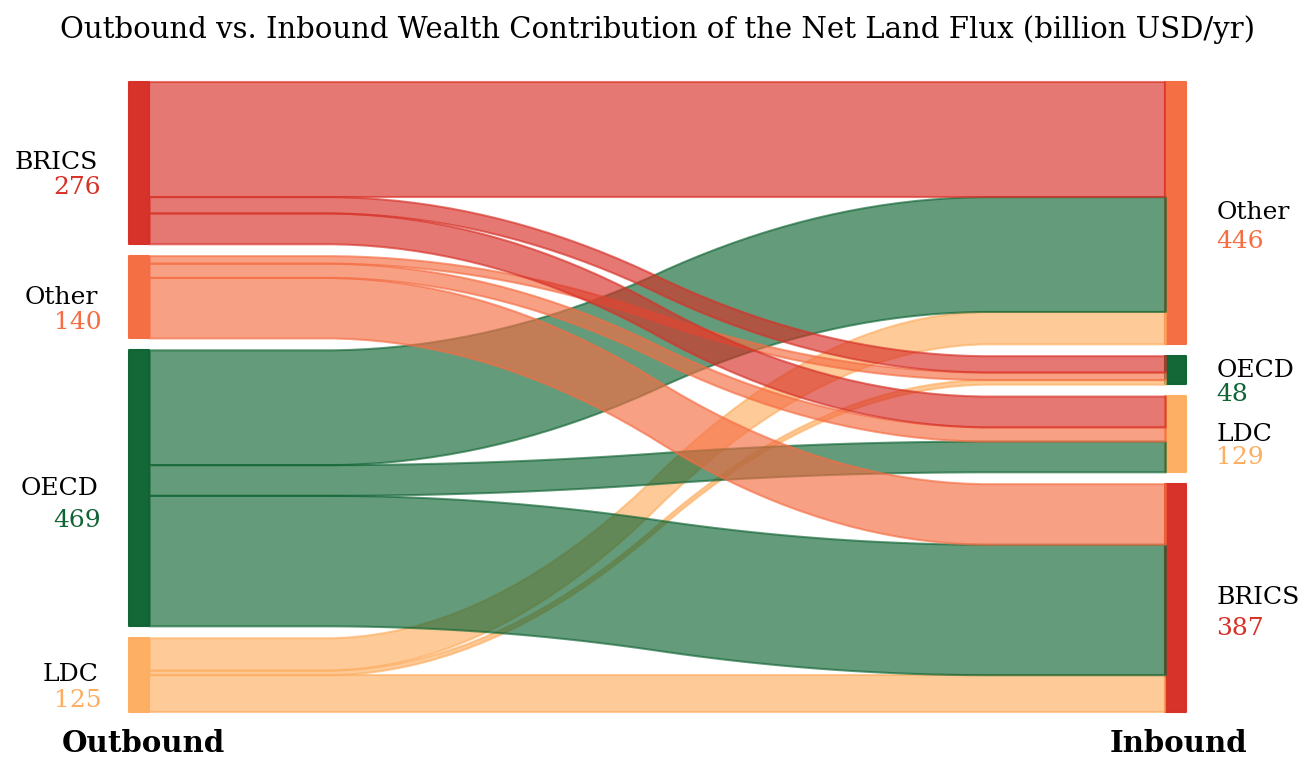 Outbound vs. Inbound Wealth Contribution of the Net Land Flux (billion USD/yr)
BRICS
276
Other
140
OECD
469
LDC
125
Outbound
Other
446
OECD
48
LDC
129
BRICS
387
Inbound